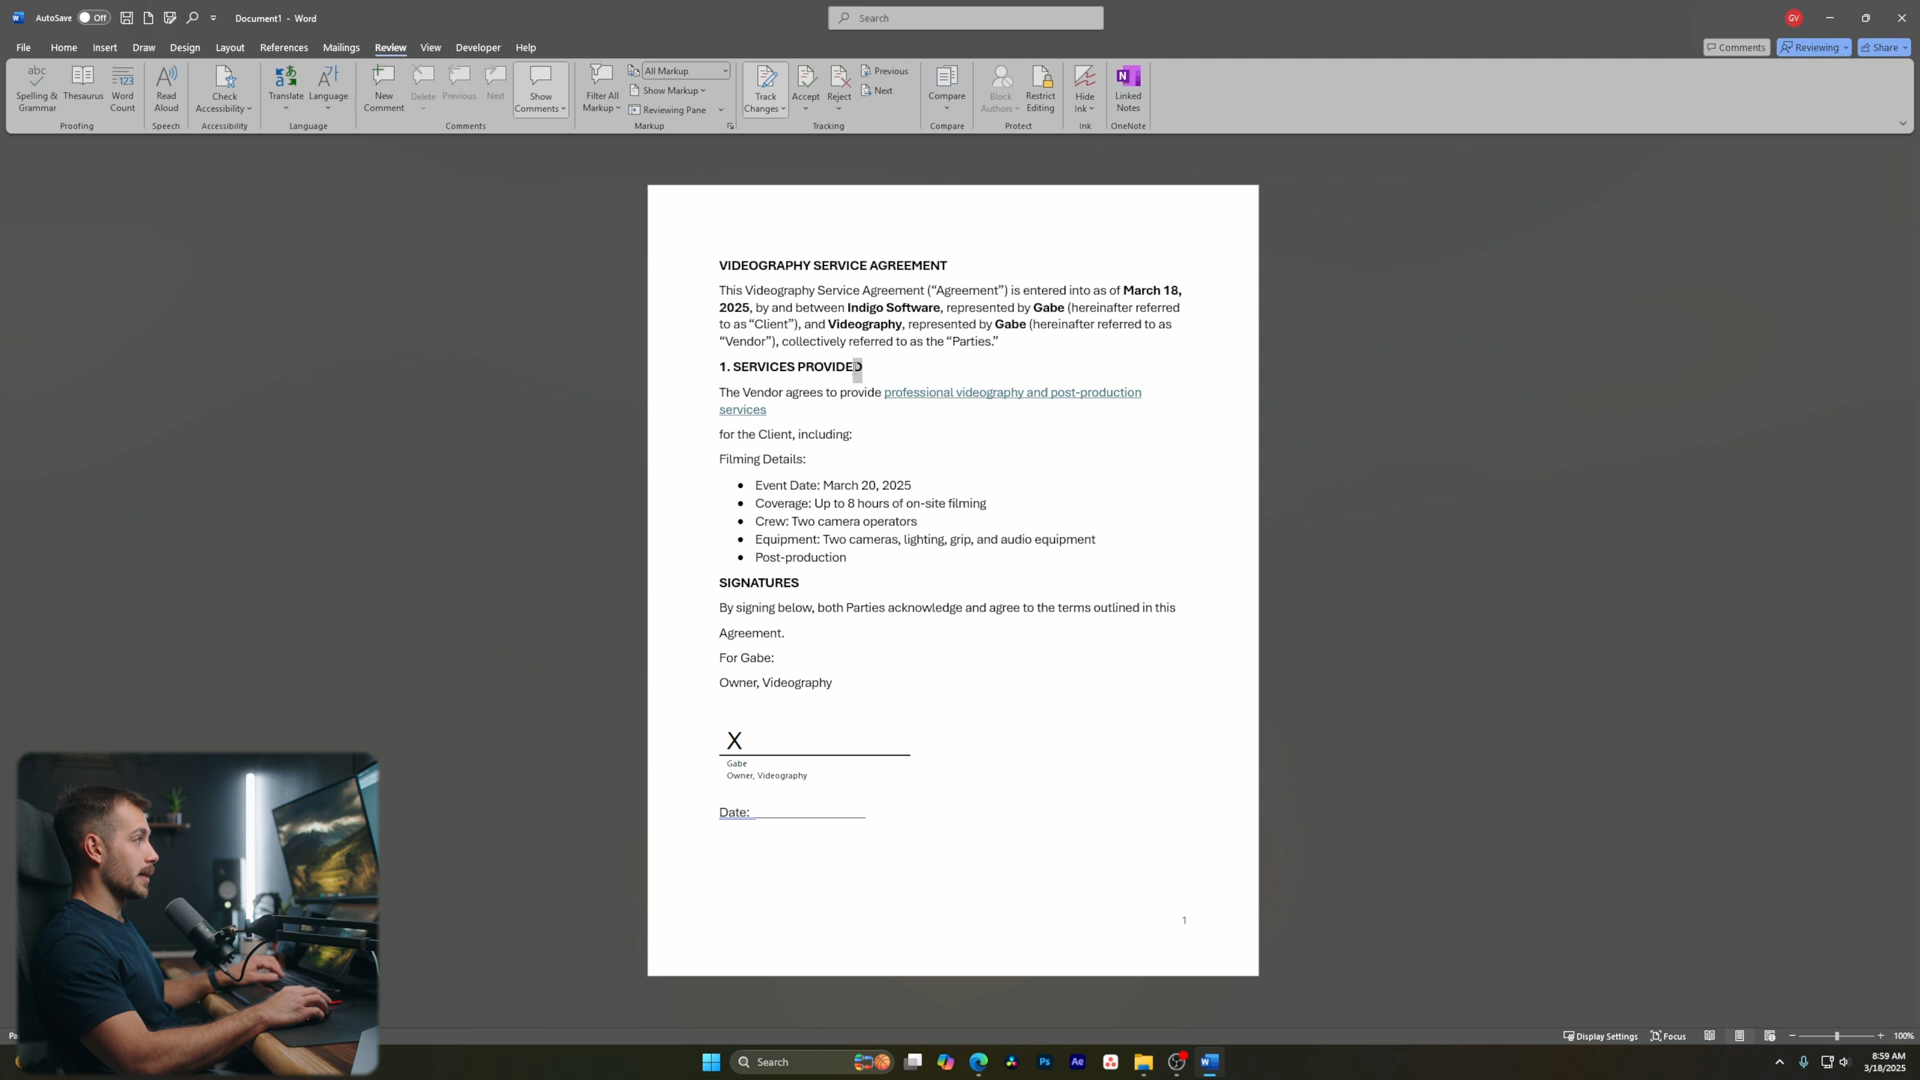 AutoSave Off Document1 - Word Search GV
File Home Insert Draw Design Layout References Mailings Review View Developer Help Comments Reviewing Share
abc Spelling & Grammar
Thesaurus
123 Word Count
Read Aloud
Check Accessibility
Translate
Language
New Comment
Delete
Previous
Next
Show Comments
Filter All Markup
All Markup
Show Markup
Reviewing Pane
Track Changes
Accept
Reject
Previous
Next
Compare
Block Authors
Restrict Editing
Hide Ink
N Linked Notes
Proofing Speech Accessibility Language Comments Markup Tracking Compare Protect Ink OneNote
VIDEOGRAPHY SERVICE AGREEMENT
This Videography Service Agreement (“Agreement”) is entered into as of March 18,
2025, by and between Indigo Software, represented by Gabe (hereinafter referred
to as “Client”), and Videography, represented by Gabe (hereinafter referred to as
“Vendor”), collectively referred to as the “Parties.”
1. SERVICES PROVIDED
The Vendor agrees to provide professional videography and post-production
services
for the Client, including:
Filming Details:
• Event Date: March 20, 2025
• Coverage: Up to 8 hours of on-site filming
• Crew: Two camera operators
• Equipment: Two cameras, lighting, grip, and audio equipment
• Post-production
SIGNATURES
By signing below, both Parties acknowledge and agree to the terms outlined in this
Agreement.
For Gabe:
Owner, Videography
X
Gabe
Owner, Videography
Date:
1
Display Settings Focus 100%
Search Ps Ae W
8:59 AM
3/18/2025